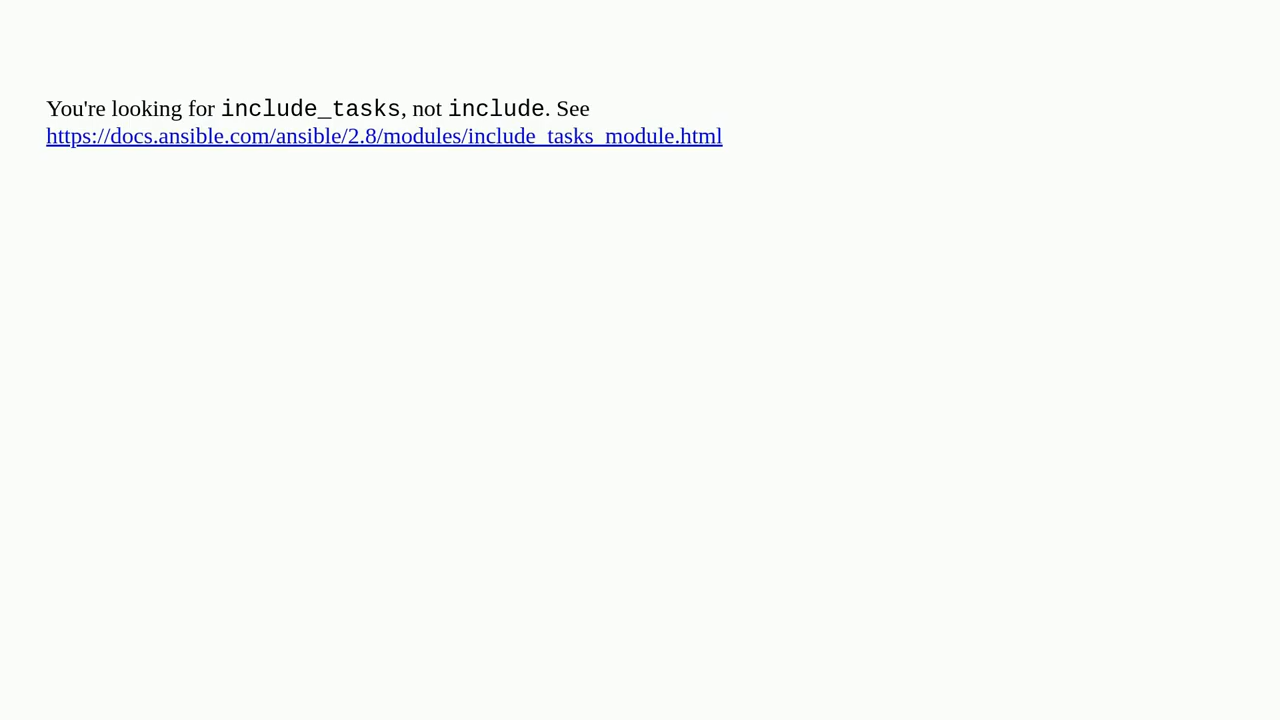 You're looking for include_tasks, not include. See
https://docs.ansible.com/ansible/2.8/modules/include_tasks_module.html